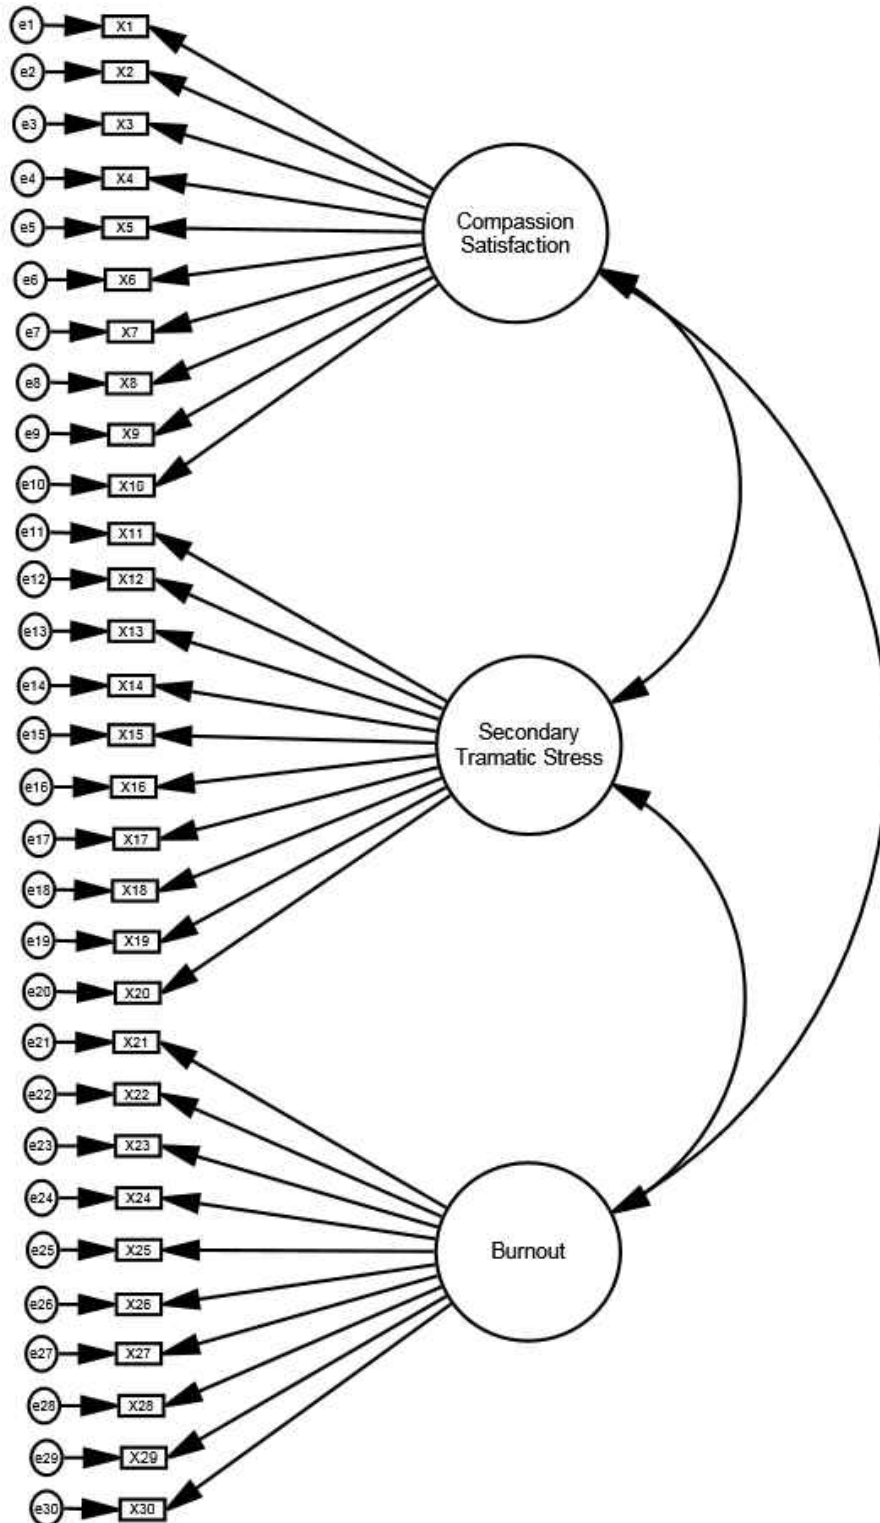 e1 X1
e2 X2
e3 X3
e4 X4
e5 X5
e6 X6
e7 X7
e8 X8
e9 X9
e10 X10
Compassion
Satisfaction
e11 X11
e12 X12
e13 X13
e14 X14
e15 X15
e16 X16
e17 X17
e18 X18
e19 X19
e20 X20
Secondary
Tramatic Stress
e21 X21
e22 X22
e23 X23
e24 X24
e25 X25
e26 X26
e27 X27
e28 X28
e29 X29
e30 X30
Burnout